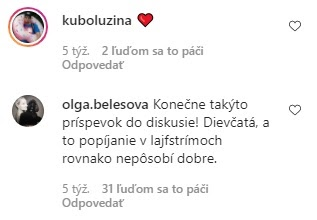 kuboluzina ❤️
5 týž. 2 ľuďom sa to páči
Odpovedať
olga.belesova Konečne takýto
príspevok do diskusie! Dievčatá, a
to popíjanie v lajfstrímoch
rovnako nepôsobí dobre.
5 týž. 31 ľuďom sa to páči
Odpovedať